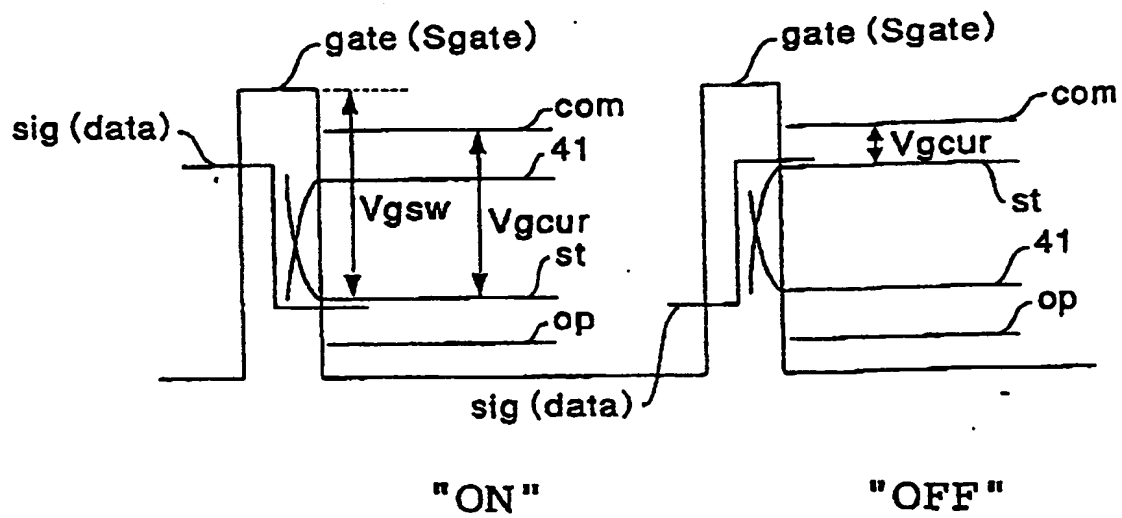 gate (Sgate)
sig (data)
com
41
Vgsw
Vgcur
st
op
"ON"
gate (Sgate)
com
Vgcur
st
41
op
sig (data)
"OFF"